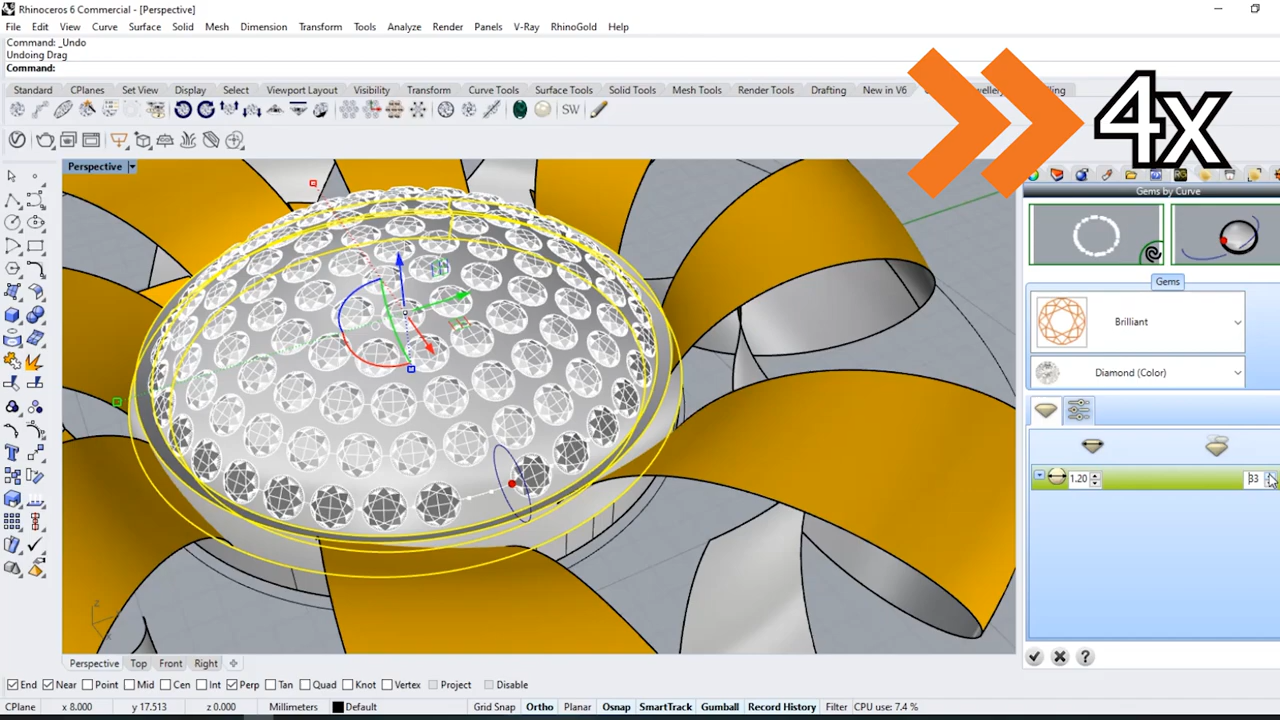 Rhinoceros 6 Commercial - [Perspective]
File Edit View Curve Surface Solid Mesh Dimension Transform Tools Analyze Render Panels V-Ray RhinoGold Help
Command: _Undo
Undoing Drag
Command:
4x
Standard CPlanes Set View Display Select Viewport Layout Visibility Transform Curve Tools Surface Tools Solid Tools Mesh Tools Render Tools Drafting New in V6
SW
Perspective
RG
Gems by Curve
Gems
Brilliant
Diamond (Color)
1.20 33
z
x
Perspective Top Front Right
End Near Point Mid Cen Int Perp Tan Quad Knot Vertex Project Disable
CPlane x 8.000 y 17.513 z 0.000 Millimeters Default Grid Snap Ortho Planar Osnap SmartTrack Gumball Record History Filter CPU use: 7.4 %